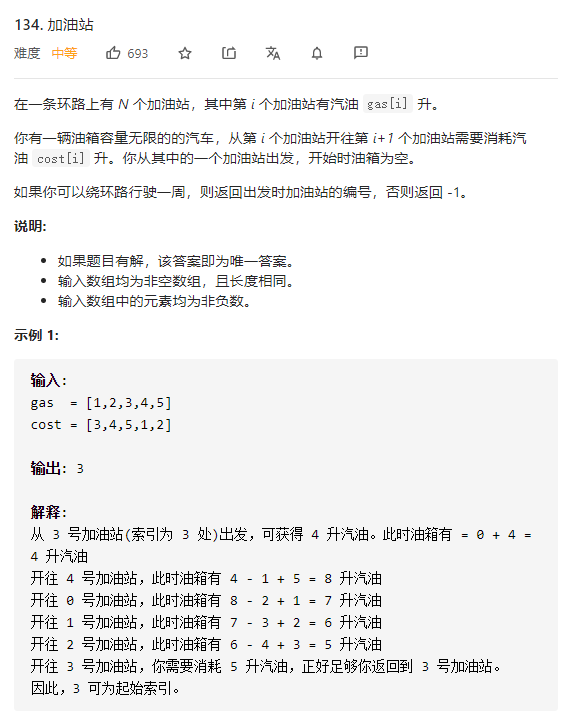 134. 加油站
难度 中等 693
在一条环路上有 N 个加油站，其中第 i 个加油站有汽油 gas[i] 升。
你有一辆油箱容量无限的的汽车，从第 i 个加油站开往第 i+1 个加油站需要消耗汽
油 cost[i] 升。你从其中的一个加油站出发，开始时油箱为空。
如果你可以绕环路行驶一周，则返回出发时加油站的编号，否则返回 -1。
说明:
• 如果题目有解，该答案即为唯一答案。
• 输入数组均为非空数组，且长度相同。
• 输入数组中的元素均为非负数。
示例 1:
输入:
gas  = [1,2,3,4,5]
cost = [3,4,5,1,2]
输出: 3
解释:
从 3 号加油站(索引为 3 处)出发，可获得 4 升汽油。此时油箱有 = 0 + 4 =
4 升汽油
开往 4 号加油站，此时油箱有 4 - 1 + 5 = 8 升汽油
开往 0 号加油站，此时油箱有 8 - 2 + 1 = 7 升汽油
开往 1 号加油站，此时油箱有 7 - 3 + 2 = 6 升汽油
开往 2 号加油站，此时油箱有 6 - 4 + 3 = 5 升汽油
开往 3 号加油站，你需要消耗 5 升汽油，正好足够你返回到 3 号加油站。
因此，3 可为起始索引。